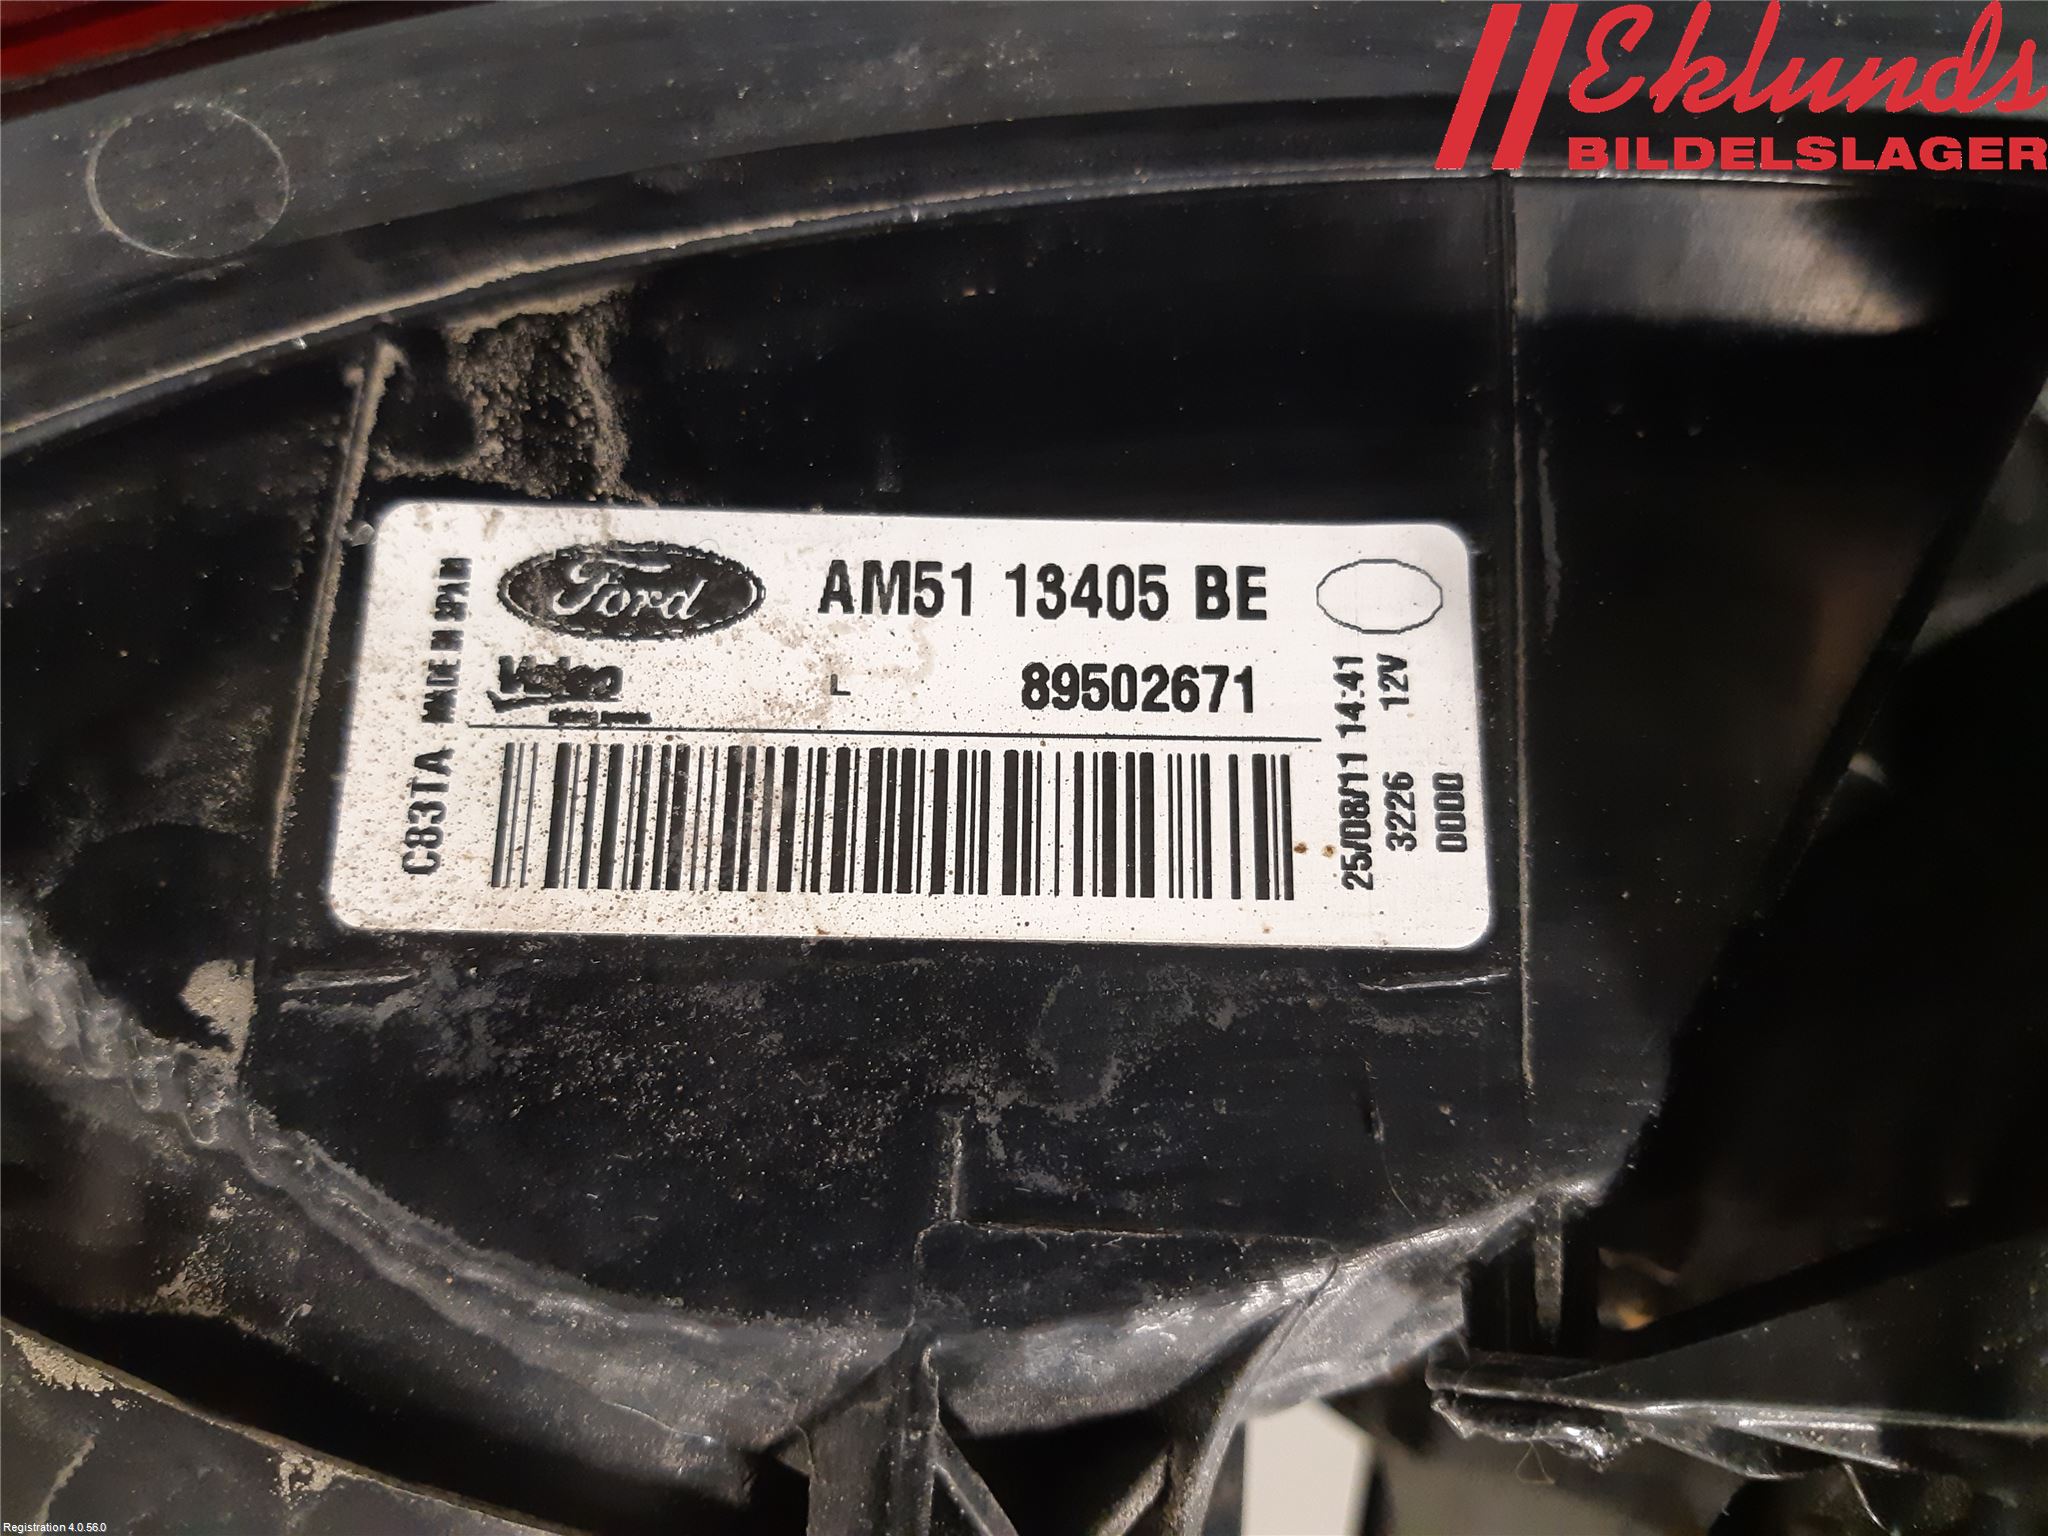 Eklunds
BILDELSLAGER
Ford
AM51 13405 BE
Valeo
L
89502671
C83TA MADE IN SPAIN
25/08/11 14:41
3226 12V
0000
Registration 4.0.56.0